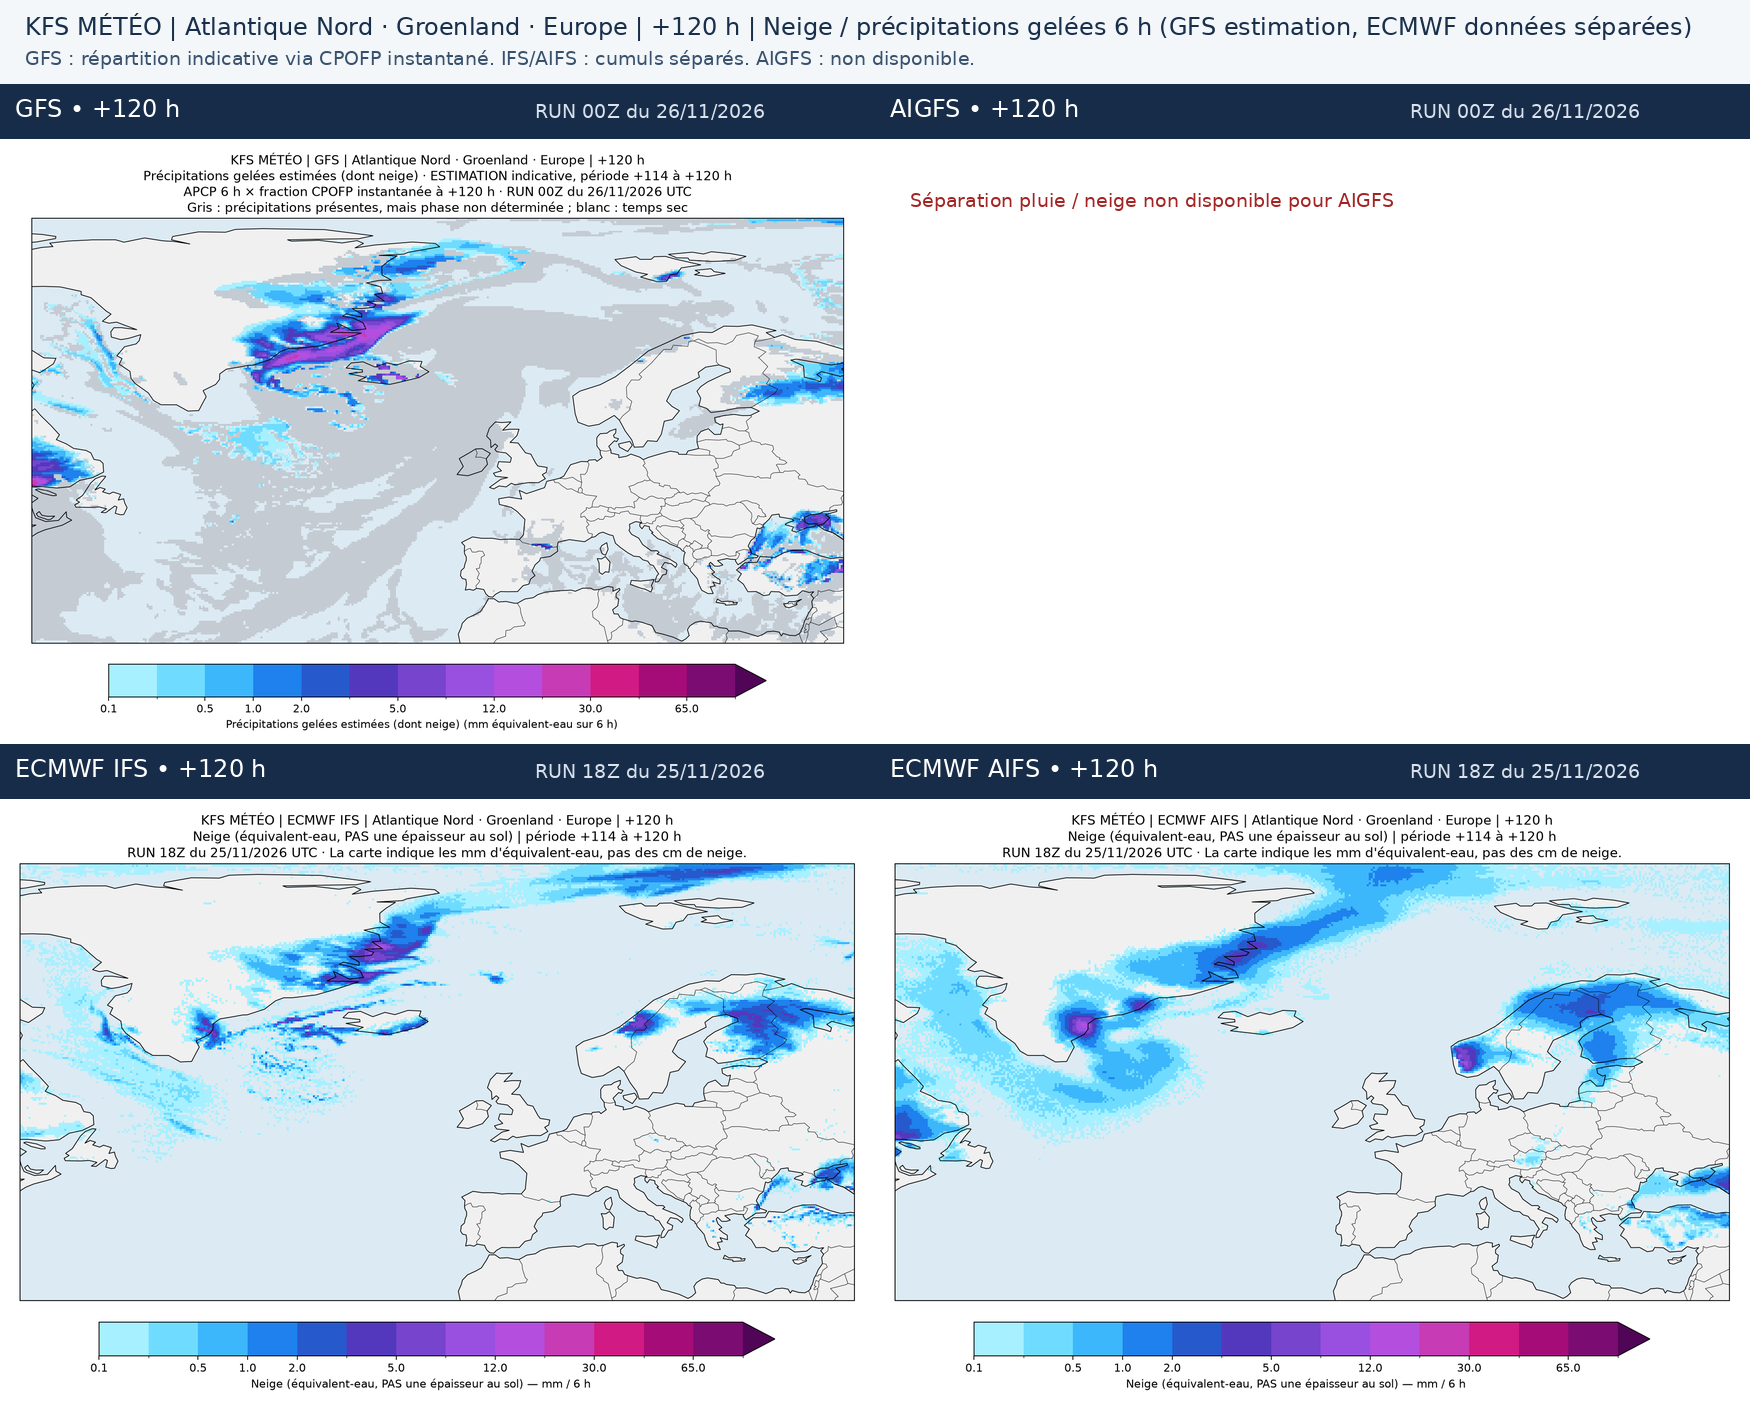 KFS MÉTÉO | Atlantique Nord · Groenland · Europe | +120 h | Neige / précipitations gelées 6 h (GFS estimation, ECMWF données séparées)
GFS : répartition indicative via CPOFP instantané. IFS/AIFS : cumuls séparés. AIGFS : non disponible.
GFS • +120 h
RUN 00Z du 26/11/2026
AIGFS • +120 h
RUN 00Z du 26/11/2026
KFS MÉTÉO | GFS | Atlantique Nord · Groenland · Europe | +120 h
Précipitations gelées estimées (dont neige) · ESTIMATION indicative, période +114 à +120 h
APCP 6 h × fraction CPOFP instantanée à +120 h · RUN 00Z du 26/11/2026 UTC
Gris : précipitations présentes, mais phase non déterminée ; blanc : temps sec
Séparation pluie / neige non disponible pour AIGFS
0.1 0.5 1.0 2.0 5.0 12.0 30.0 65.0
Précipitations gelées estimées (dont neige) (mm équivalent-eau sur 6 h)
ECMWF IFS • +120 h
RUN 18Z du 25/11/2026
ECMWF AIFS • +120 h
RUN 18Z du 25/11/2026
KFS MÉTÉO | ECMWF IFS | Atlantique Nord · Groenland · Europe | +120 h
Neige (équivalent-eau, PAS une épaisseur au sol) | période +114 à +120 h
RUN 18Z du 25/11/2026 UTC · La carte indique les mm d'équivalent-eau, pas des cm de neige.
KFS MÉTÉO | ECMWF AIFS | Atlantique Nord · Groenland · Europe | +120 h
Neige (équivalent-eau, PAS une épaisseur au sol) | période +114 à +120 h
RUN 18Z du 25/11/2026 UTC · La carte indique les mm d'équivalent-eau, pas des cm de neige.
0.1 0.5 1.0 2.0 5.0 12.0 30.0 65.0
Neige (équivalent-eau, PAS une épaisseur au sol) — mm / 6 h
0.1 0.5 1.0 2.0 5.0 12.0 30.0 65.0
Neige (équivalent-eau, PAS une épaisseur au sol) — mm / 6 h